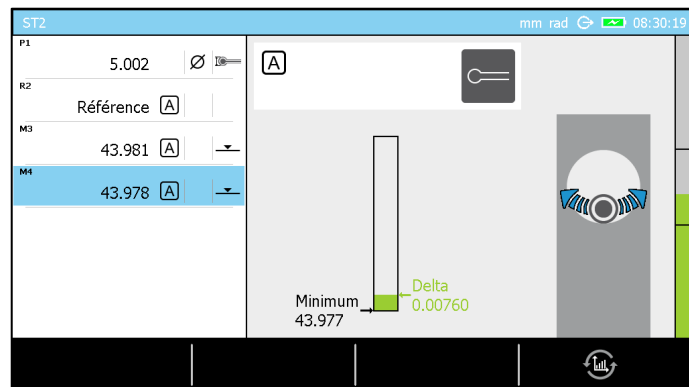 ST2
mm rad 08:30:19
P1
5.002 Ø
R2
Référence A
M3
43.981 A
M4
43.978 A
A
Delta
0.00760
Minimum
43.977